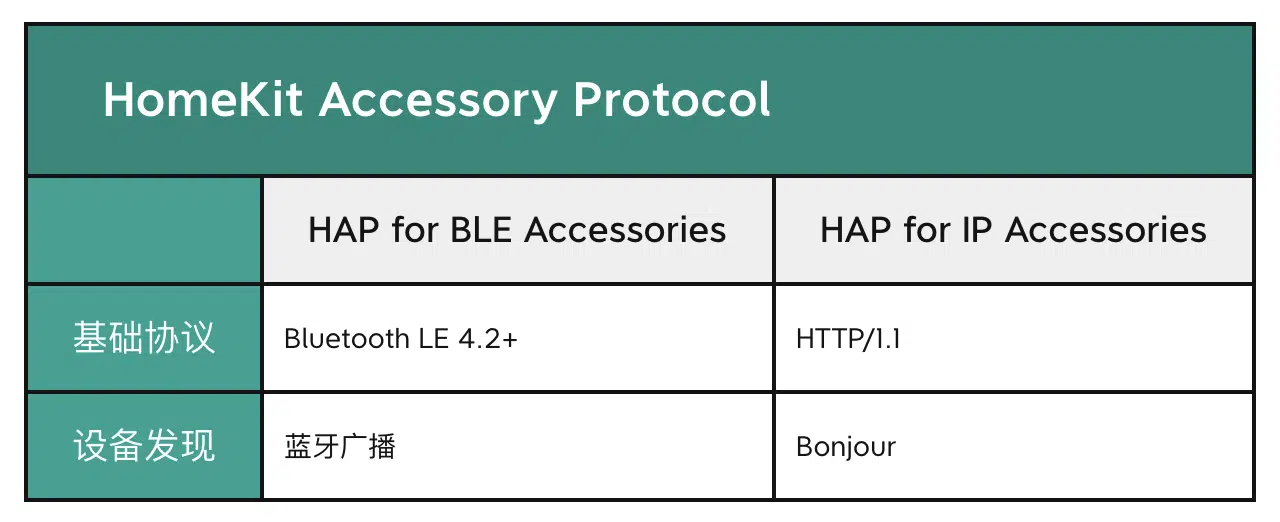 HomeKit Accessory Protocol
HAP for BLE Accessories
HAP for IP Accessories
基础协议
Bluetooth LE 4.2+
HTTP/1.1
设备发现
蓝牙广播
Bonjour